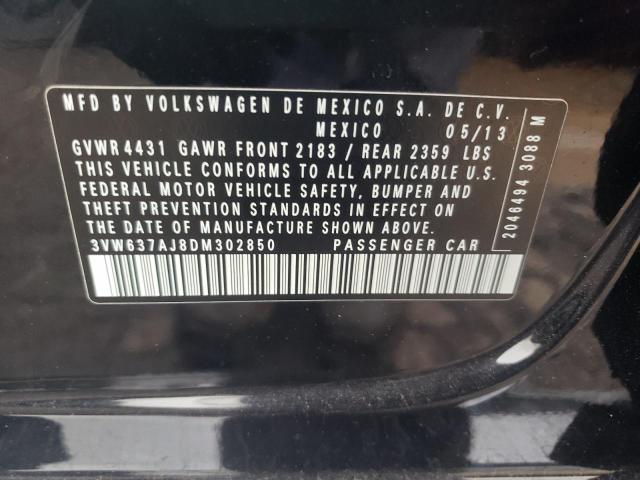 MFD BY VOLKSWAGEN DE MEXICO S.A. DE C.V.
MEXICO 05/13
GVWR 4431 GAWR FRONT 2183 / REAR 2359 LBS
THIS VEHICLE CONFORMS TO ALL APPLICABLE U.S.
FEDERAL MOTOR VEHICLE SAFETY, BUMPER AND
THEFT PREVENTION STANDARDS IN EFFECT ON
THE DATE OF MANUFACTURE SHOWN ABOVE.
3VW637AJ8DM302850 PASSENGER CAR
2046494 3088 M